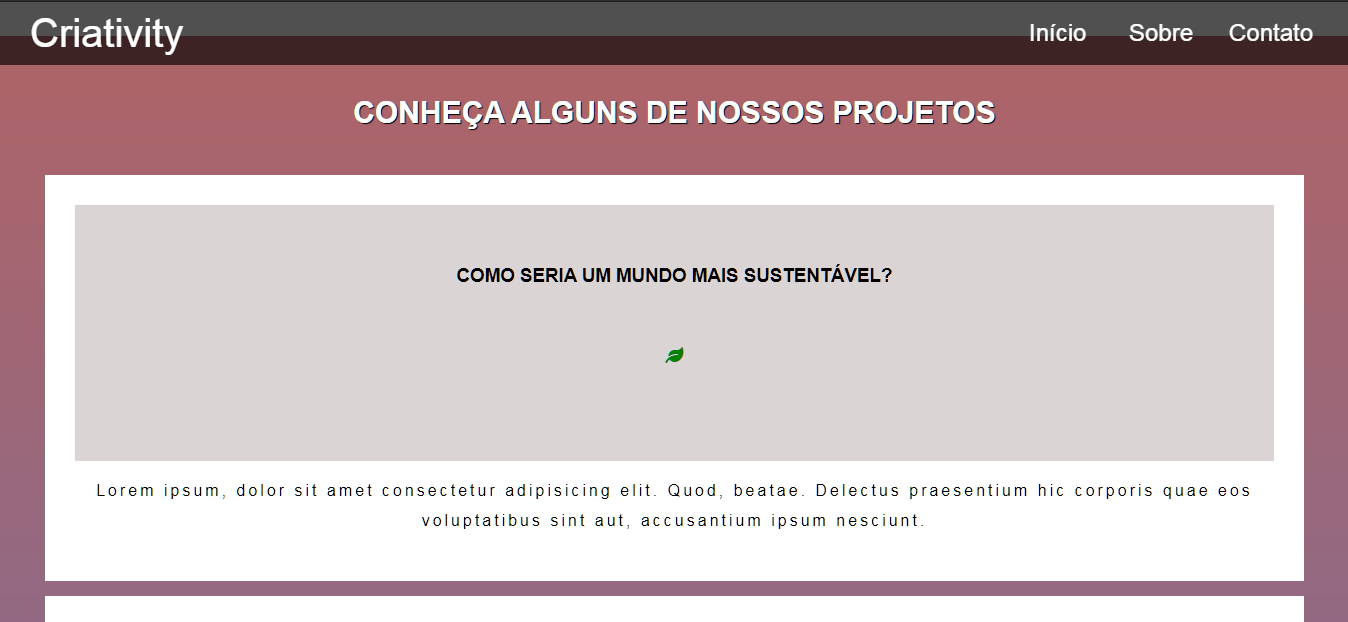 Criativity
Início Sobre Contato
CONHEÇA ALGUNS DE NOSSOS PROJETOS
COMO SERIA UM MUNDO MAIS SUSTENTÁVEL?
Lorem ipsum, dolor sit amet consectetur adipisicing elit. Quod, beatae. Delectus praesentium hic corporis quae eos
voluptatibus sint aut, accusantium ipsum nesciunt.